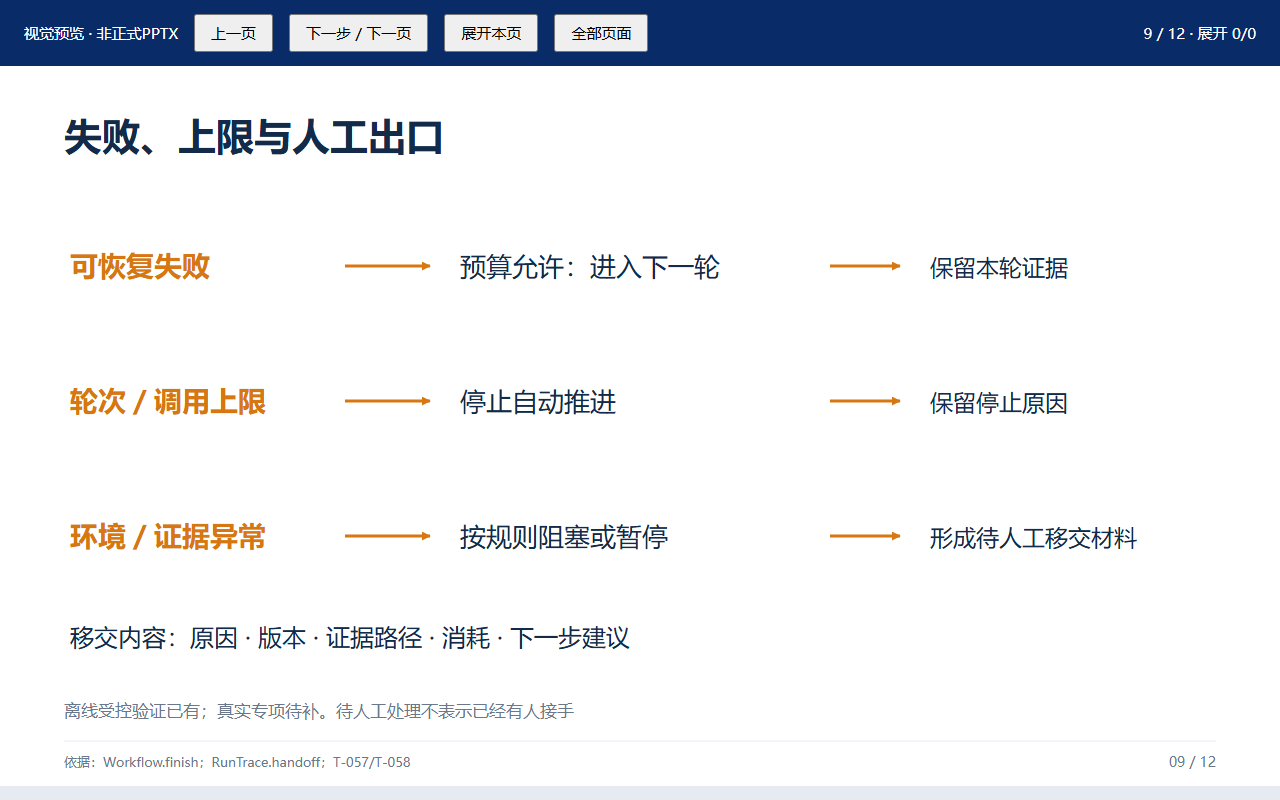 视觉预览 · 非正式PPTX 上一页 下一步 / 下一页 展开本页 全部页面 9 / 12 · 展开 0/0
失败、上限与人工出口
可恢复失败 预算允许：进入下一轮 保留本轮证据
轮次 / 调用上限 停止自动推进 保留停止原因
环境 / 证据异常 按规则阻塞或暂停 形成待人工移交材料
移交内容：原因 · 版本 · 证据路径 · 消耗 · 下一步建议
离线受控验证已有；真实专项待补。待人工处理不表示已经有人接手
依据：Workflow.finish；RunTrace.handoff；T-057/T-058 09 / 12